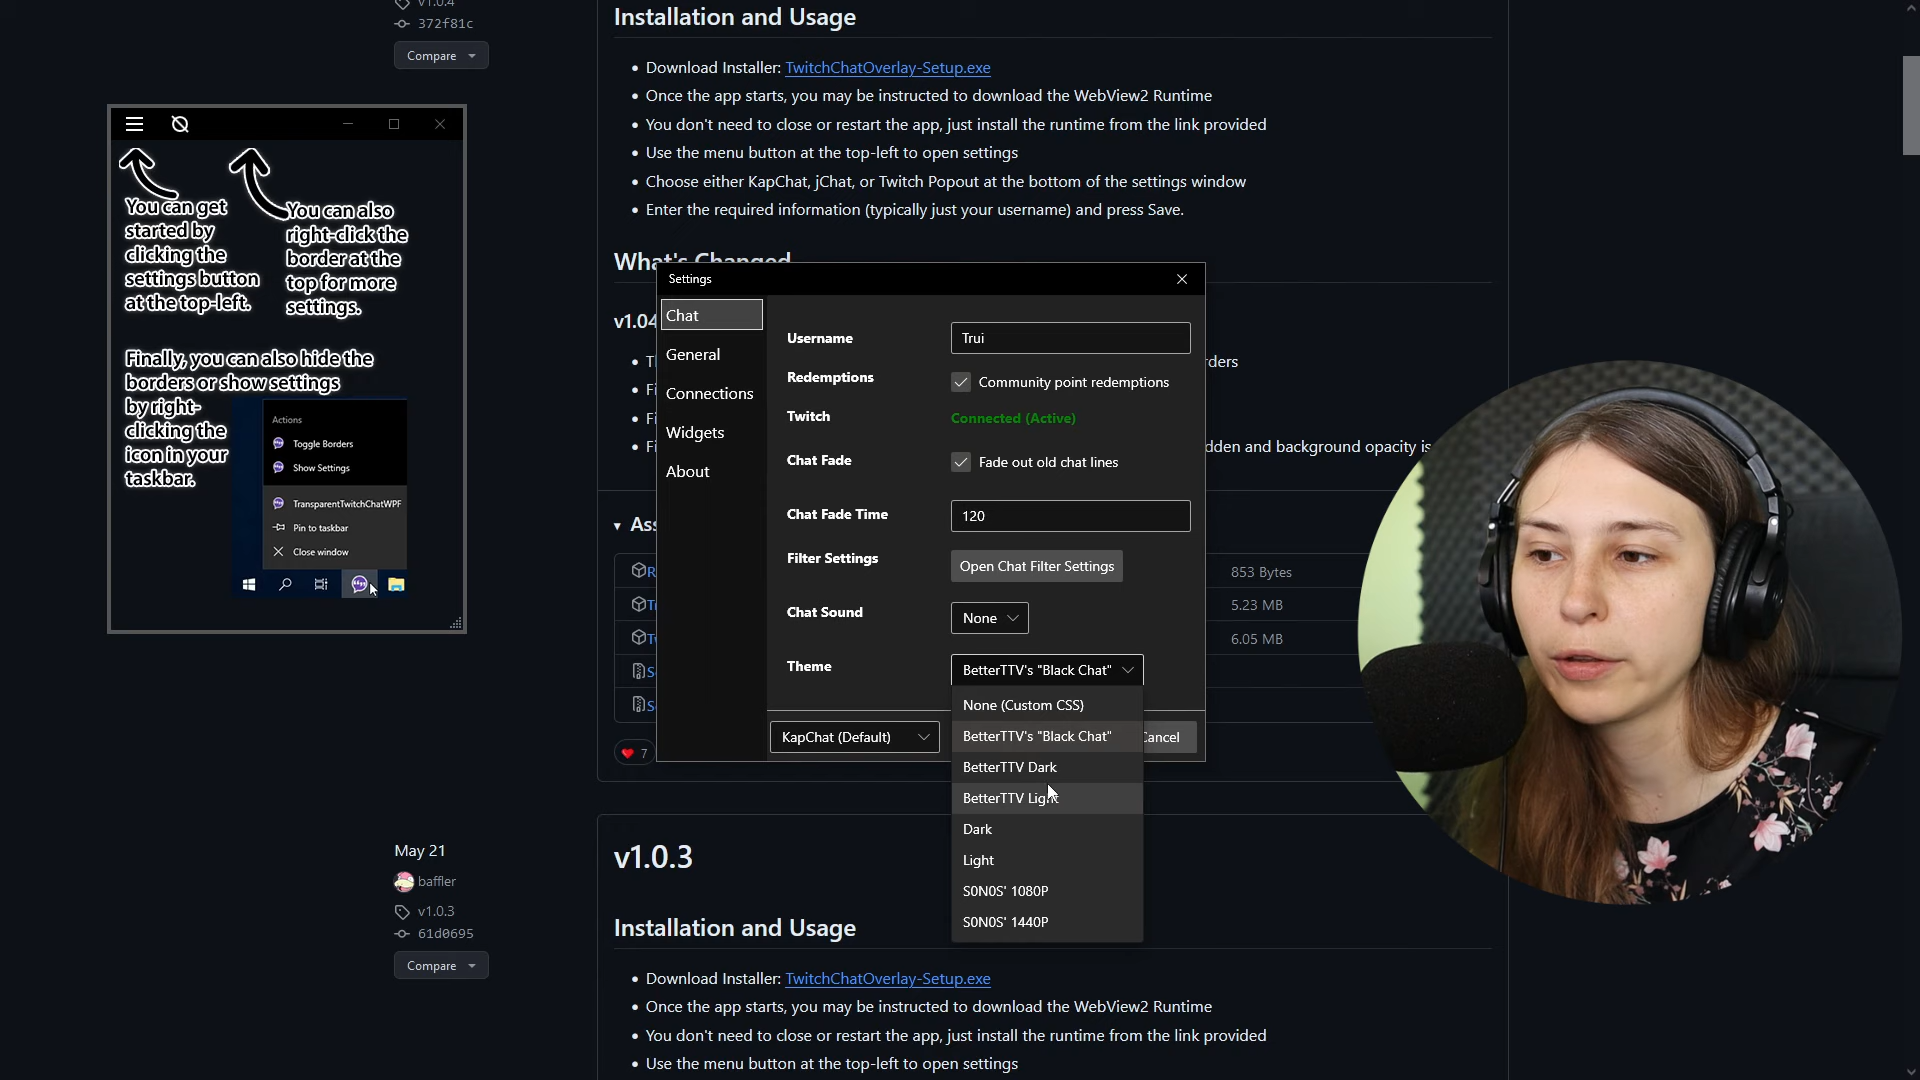 v1.0.4
372f81c
Compare
Installation and Usage
Download Installer: TwitchChatOverlay-Setup.exe
Once the app starts, you may be instructed to download the WebView2 Runtime
You don't need to close or restart the app, just install the runtime from the link provided
Use the menu button at the top-left to open settings
Choose either KapChat, jChat, or Twitch Popout at the bottom of the settings window
Enter the required information (typically just your username) and press Save.
What's Changed
v1.04
You can get
started by
clicking the
settings button
at the top-left.
You can also
right-click the
border at the
top for more
settings.
Finally, you can also hide the
borders or show settings
by right-
clicking the
icon in your
taskbar.
Actions
Toggle Borders
Show Settings
TransparentTwitchChatWPF
Pin to taskbar
Close window
Settings
Chat
General
Connections
Widgets
About
Username
Trui
Redemptions
Community point redemptions
Twitch
Connected (Active)
Chat Fade
Fade out old chat lines
Chat Fade Time
120
Filter Settings
Open Chat Filter Settings
Chat Sound
None
Theme
BetterTTV's "Black Chat"
None (Custom CSS)
BetterTTV's "Black Chat"
BetterTTV Dark
BetterTTV Light
Dark
Light
S0N0S' 1080P
S0N0S' 1440P
KapChat (Default)
Cancel
dden and background opacity is
853 Bytes
5.23 MB
6.05 MB
7
May 21
baffler
v1.0.3
61d0695
Compare
v1.0.3
Installation and Usage
Download Installer: TwitchChatOverlay-Setup.exe
Once the app starts, you may be instructed to download the WebView2 Runtime
You don't need to close or restart the app, just install the runtime from the link provided
Use the menu button at the top-left to open settings